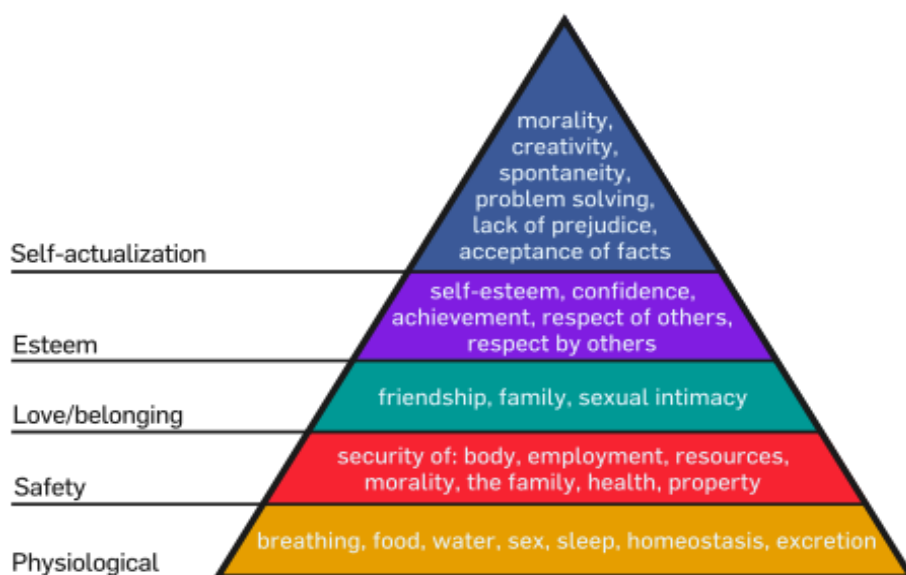 morality,
creativity,
spontaneity,
problem solving,
lack of prejudice,
acceptance of facts
Self-actualization
self-esteem, confidence,
achievement, respect of others,
respect by others
Esteem
friendship, family, sexual intimacy
Love/belonging
security of: body, employment, resources,
morality, the family, health, property
Safety
breathing, food, water, sex, sleep, homeostasis, excretion
Physiological